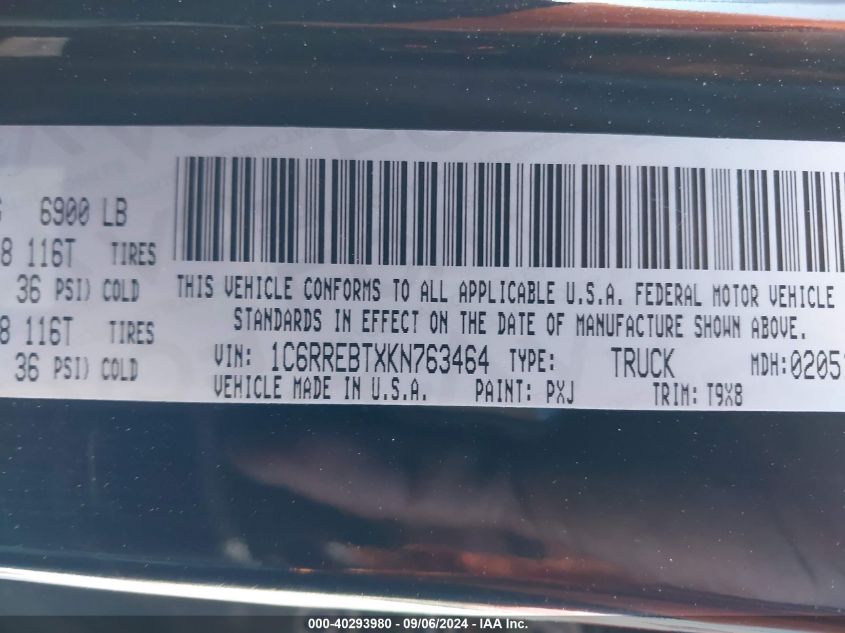 6900 LB
8 116T TIRES
36 PSI) COLD
8 116T TIRES
36 PSI) COLD
THIS VEHICLE CONFORMS TO ALL APPLICABLE U.S.A. FEDERAL MOTOR VEHICLE
STANDARDS IN EFFECT ON THE DATE OF MANUFACTURE SHOWN ABOVE.
VIN: 1C6RREBTXKN763464 TYPE: TRUCK MDH:0205
VEHICLE MADE IN U.S.A. PAINT: PXJ TRIM: T9X8
000-40293980 - 09/06/2024 - IAA Inc.